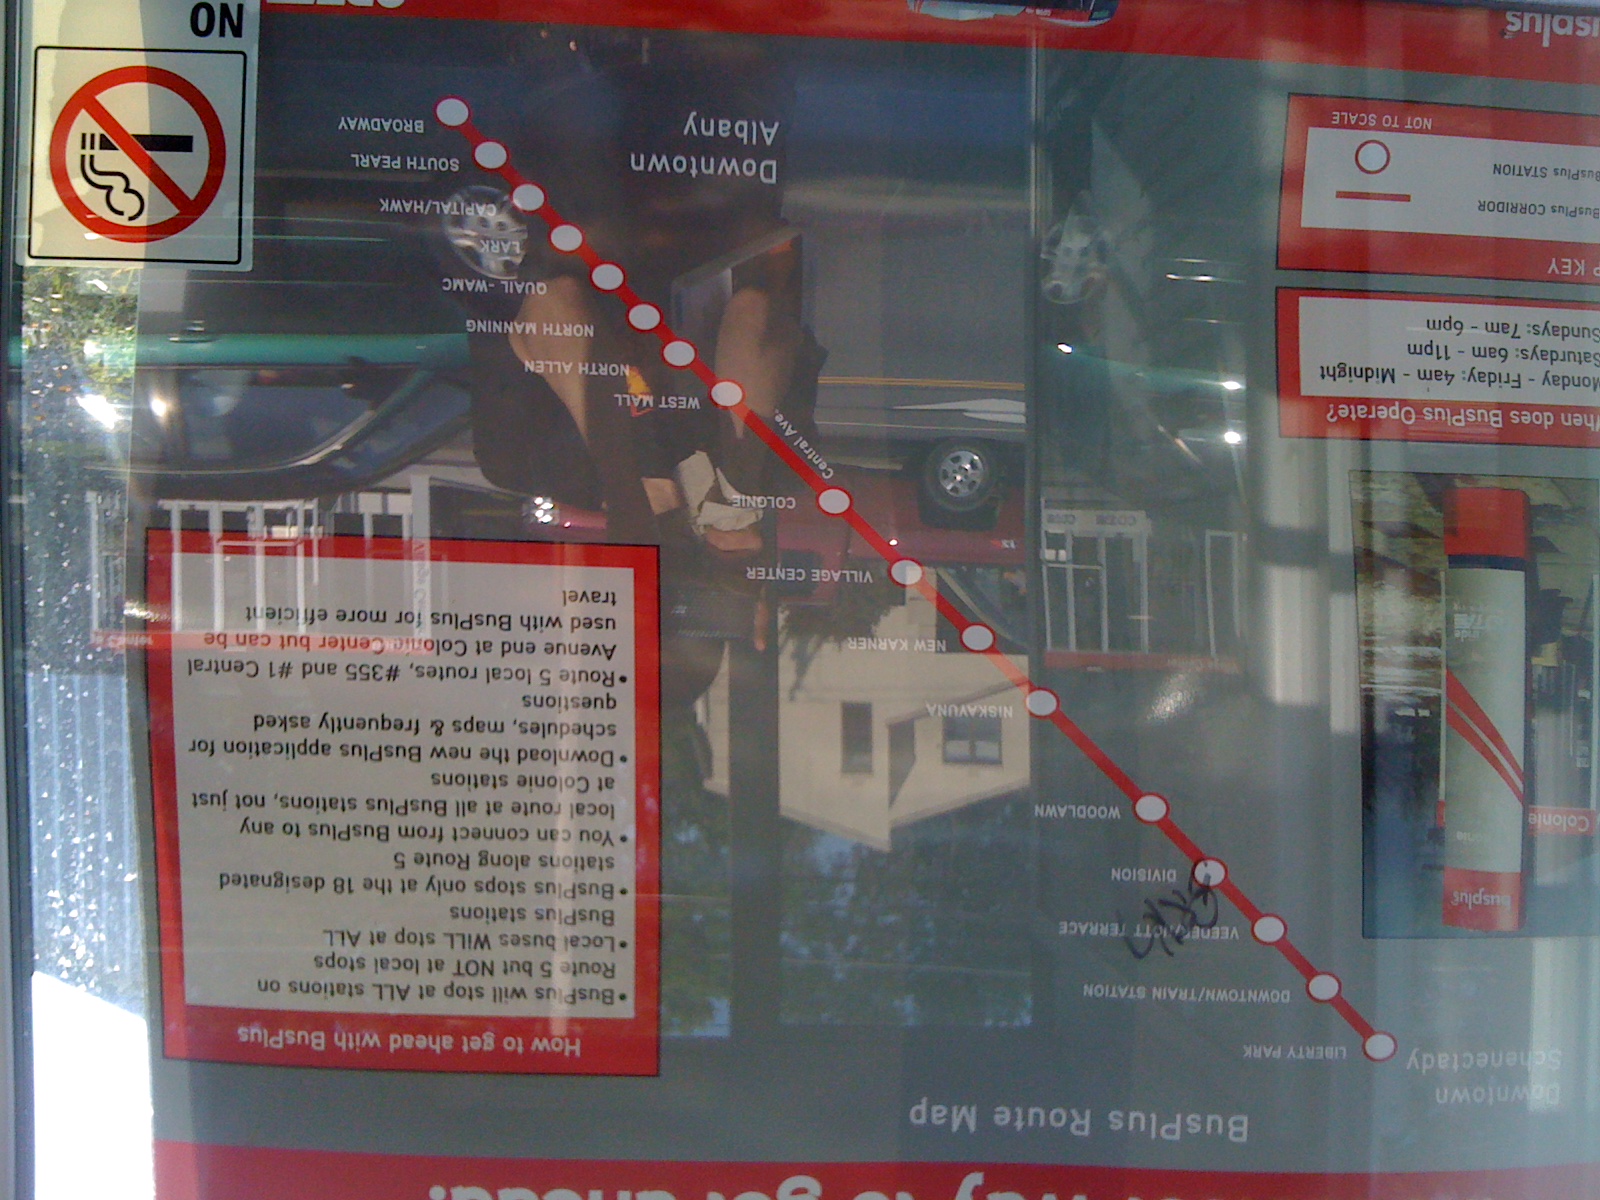 way to get ahead.
BusPlus Route Map
Downtown
Schenectady
LIBERTY PARK
DOWNTOWN/TRAIN STATION
VEEDER/NOTT TERRACE
DIVISION
WOODLAWN
NISKAYUNA
NEW KARNER
VILLAGE CENTER
COLONIE
Central Ave.
WEST MALL
NORTH ALLEN
NORTH MANNING
QUAIL -WAMC
LARK
CAPITAL/HAWK
SOUTH PEARL
BROADWAY
Downtown
Albany
How to get ahead with BusPlus
•BusPlus will stop at ALL stations on
Route 5 but NOT at local stops
•Local buses WILL stop at ALL
BusPlus stations
•BusPlus stops only at the 18 designated
stations along Route 5
•You can connect from BusPlus to any
local route at all BusPlus stations, not just
at Colonie stations
•Download the new BusPlus application for
schedules, maps & frequently asked
questions
•Route 5 local routes, #355 and #1 Central
Avenue end at Colonie Center but can be
used with BusPlus for more efficient
travel
Busplus
Colonie
When does BusPlus Operate?
Monday - Friday: 4am - Midnight
Saturdays: 6am - 11pm
Sundays: 7am - 6pm
P KEY
BusPlus CORRIDOR
BusPlus STATION
NOT TO SCALE
usplus
NO